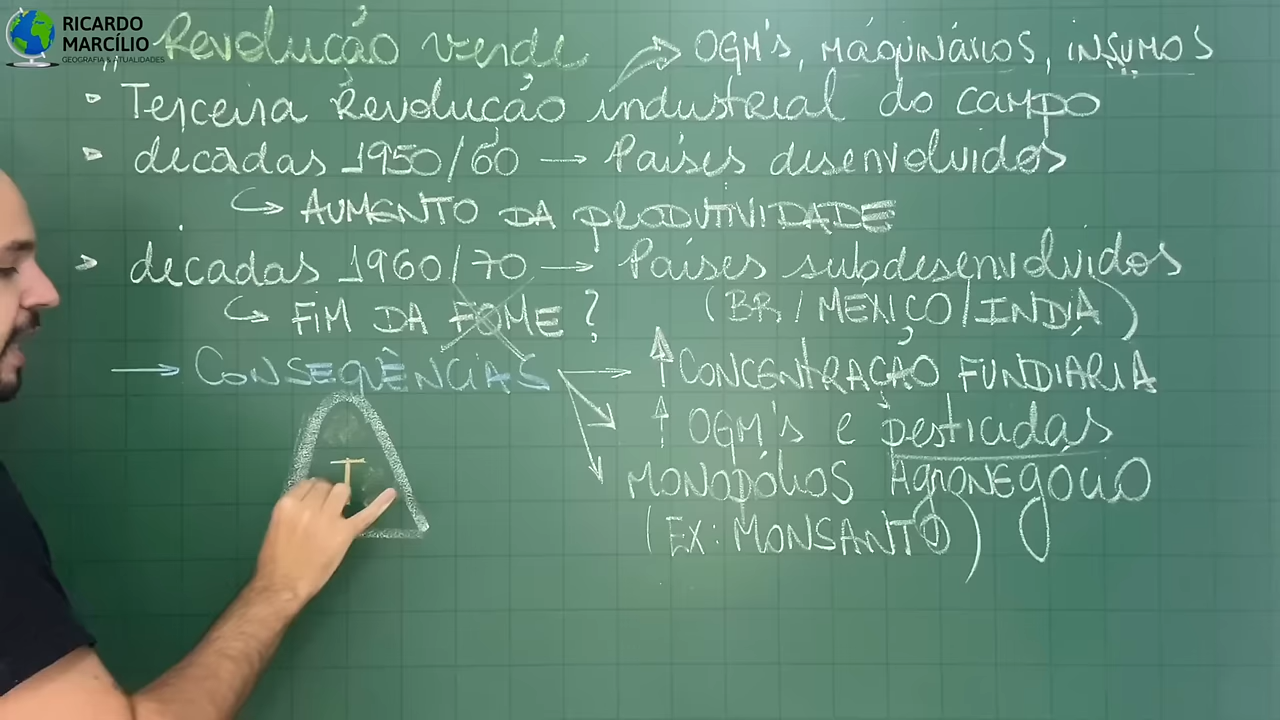 RICARDO
MARCÍLIO
GEOGRAFIA & ATUALIDADES
Revolução verde → OGM's, MÁQUINÁRIOS, INSUMOS
• Terceira Revolução industrial do campo
• décadas 1950/60 → Países desenvolvidos
↳ AUMENTO DA PRODUTIVIDADE
• décadas 1960/70 → Países subdesenvolvidos
↳ FIM DA FOME ? (BR / MÉXICO / INDIA)
→ CONSEQUÊNCIAS → ↑ CONCENTRAÇÃO FUNDIÁRIA
↑ OGM's e pesticidas
MONOPÓLIOS AgroNEGÓCIO
(EX: MONSANTO)
T